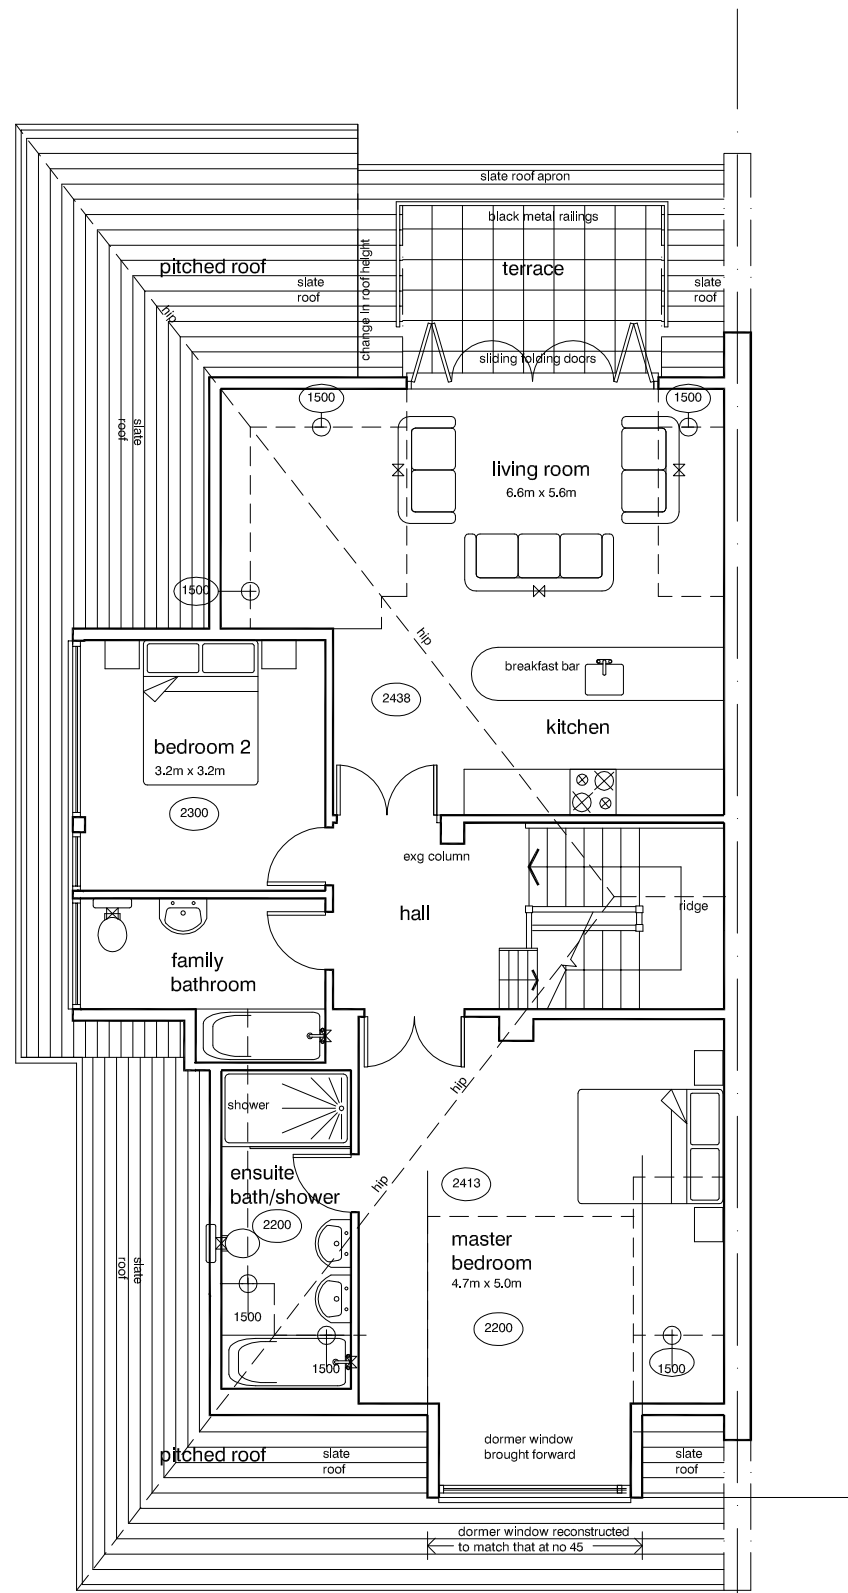 slate roof apron
black metal railings
pitched roof
terrace
slate
roof
slate
roof
change in roof height
hip
sliding folding doors
1500
1500
slate
roof
living room
6.6m x 5.6m
1500
hip
breakfast bar
2438
kitchen
bedroom 2
3.2m x 3.2m
2300
exg column
hall
ridge
family
bathroom
hip
shower
ensuite
bath/shower
hip
2413
2200
master
bedroom
4.7m x 5.0m
slate
roof
1500
2200
1500
1500
dormer window
brought forward
pitched roof
slate
roof
slate
roof
dormer window reconstructed
to match that at no 45